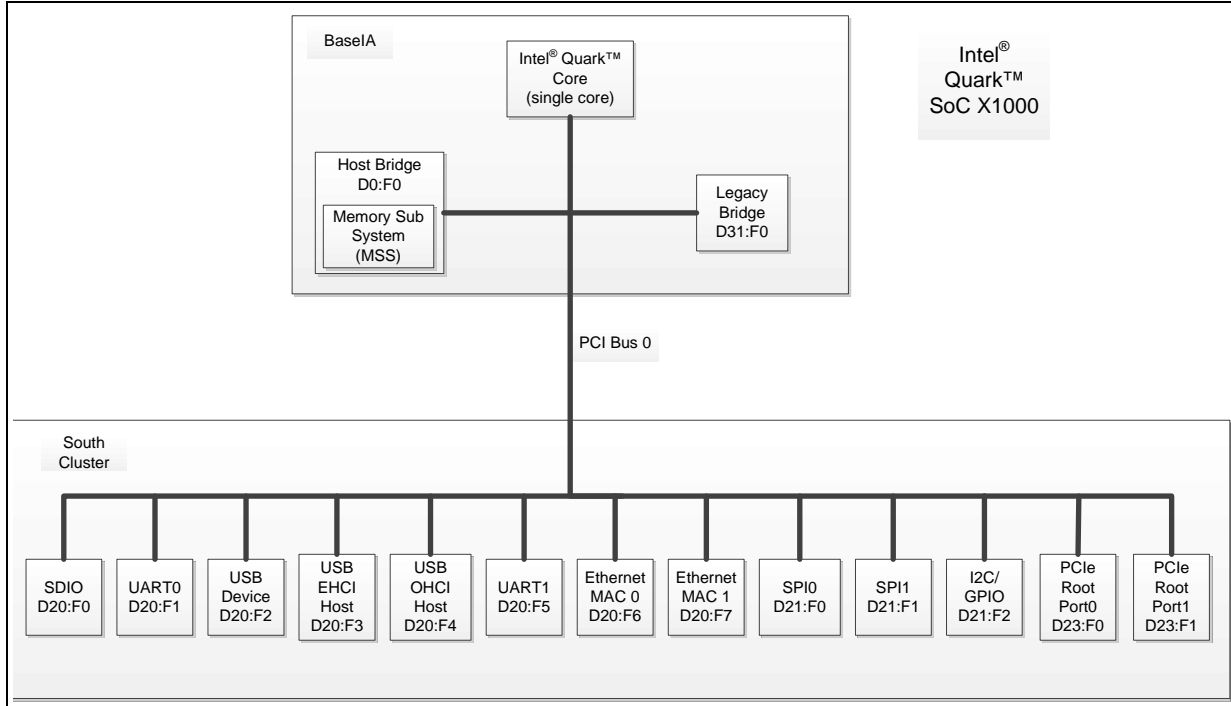 BaseIA
Intel® Quark™
Core
(single core)
Intel®
Quark™
SoC X1000
Host Bridge
D0:F0
Memory Sub
System
(MSS)
Legacy
Bridge
D31:F0
PCI Bus 0
South
Cluster
SDIO
D20:F0
UART0
D20:F1
USB
Device
D20:F2
USB
EHCI
Host
D20:F3
USB
OHCI
Host
D20:F4
UART1
D20:F5
Ethernet
MAC 0
D20:F6
Ethernet
MAC 1
D20:F7
SPI0
D21:F0
SPI1
D21:F1
I2C/
GPIO
D21:F2
PCIe
Root
Port0
D23:F0
PCIe
Root
Port1
D23:F1